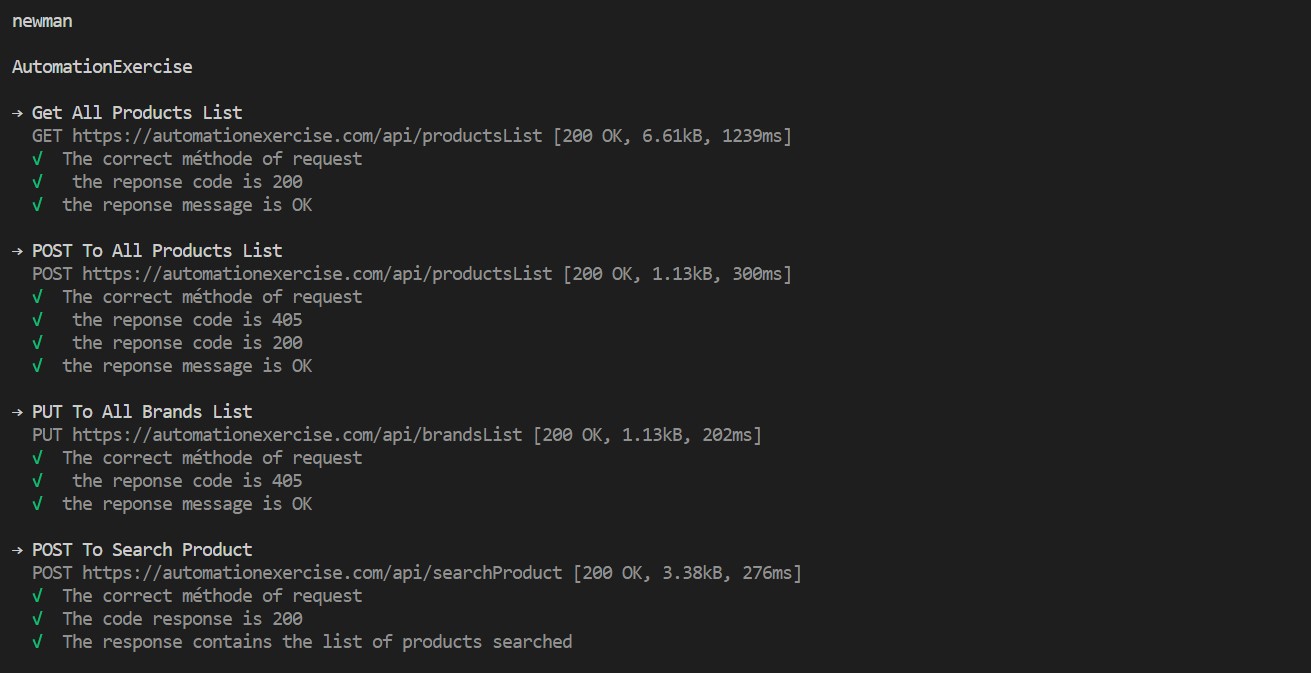 newman
AutomationExercise
→ Get All Products List
GET https://automationexercise.com/api/productsList [200 OK, 6.61kB, 1239ms]
√ The correct méthode of request
√ the reponse code is 200
√ the reponse message is OK
→ POST To All Products List
POST https://automationexercise.com/api/productsList [200 OK, 1.13kB, 300ms]
√ The correct méthode of request
√ the reponse code is 405
√ the reponse code is 200
√ the reponse message is OK
→ PUT To All Brands List
PUT https://automationexercise.com/api/brandsList [200 OK, 1.13kB, 202ms]
√ The correct méthode of request
√ the reponse code is 405
√ the reponse message is OK
→ POST To Search Product
POST https://automationexercise.com/api/searchProduct [200 OK, 3.38kB, 276ms]
√ The correct méthode of request
√ The code response is 200
√ The response contains the list of products searched